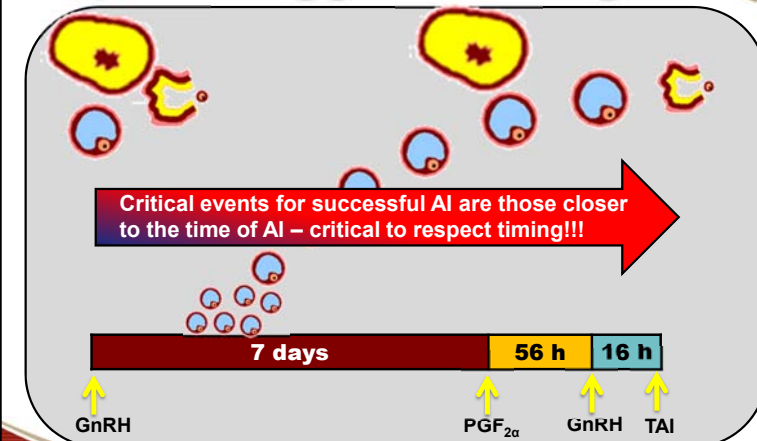 Critical events for successful AI are those closer
to the time of AI – critical to respect timing!!!
7 days
56 h
16 h
GnRH
PGF2α
GnRH
TAI